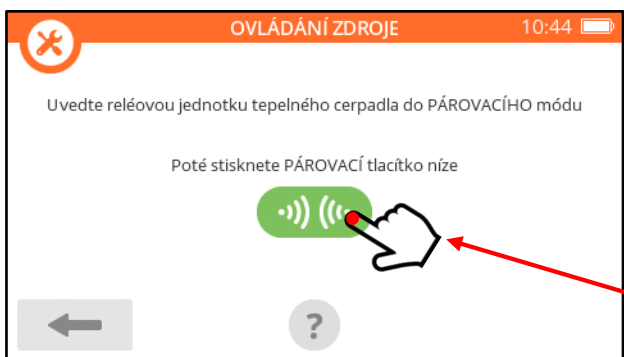 OVLÁDÁNÍ ZDROJE 10:44
Uvedte reléovou jednotku tepelného cerpadla do PÁROVACÍHO módu
Poté stisknete PÁROVACÍ tlacítko níze
?